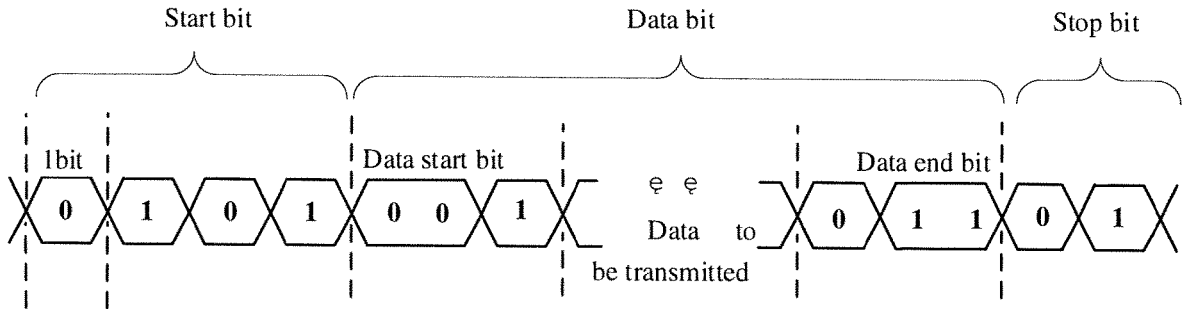 Start bit
Data bit
Stop bit
1bit
Data start bit
Data end bit
ę ę
0 1 0 1 0 0 1
Data to
0 1 1 0 1
be transmitted